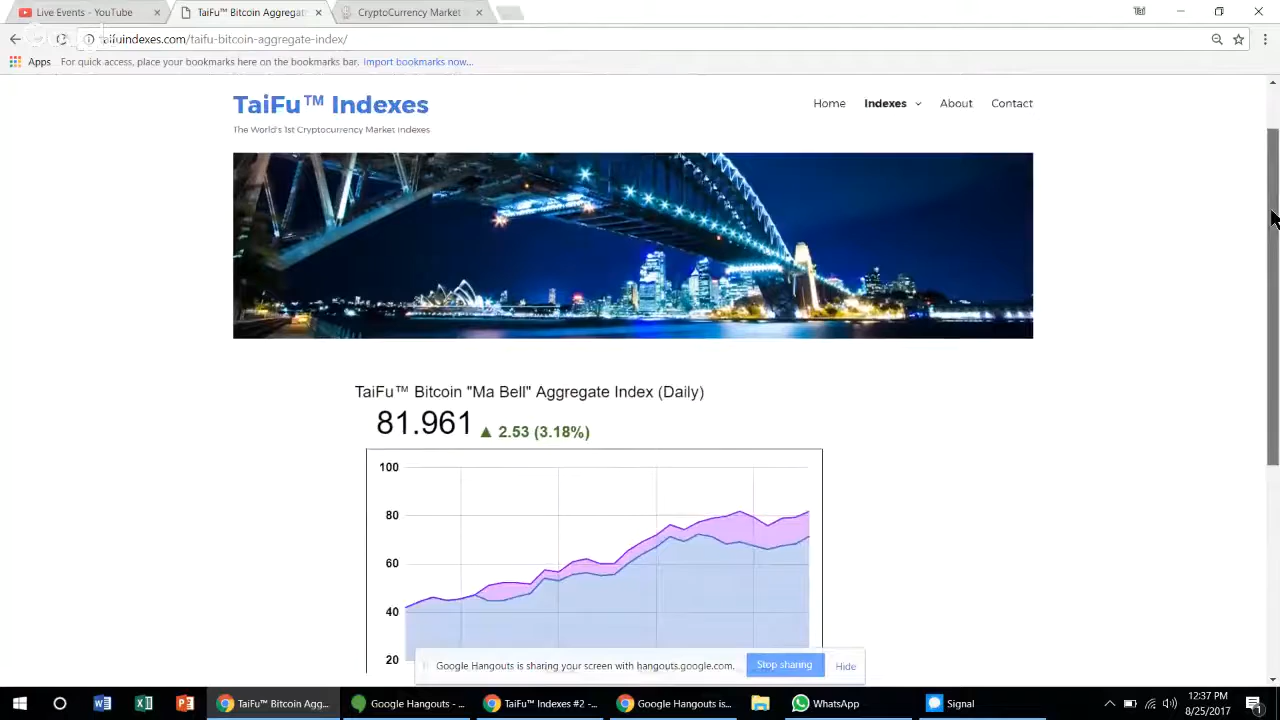 Live Events - YouTube
TaiFu™ Bitcoin Aggregate
CryptoCurrency Market
uindexes.com/taifu-bitcoin-aggregate-index/
Apps For quick access, place your bookmarks here on the bookmarks bar. Import bookmarks now...
TaiFu™ Indexes
Home Indexes About Contact
The World's 1st Cryptocurrency Market Indexes
TaiFu™ Bitcoin "Ma Bell" Aggregate Index (Daily)
81.961 ▲ 2.53 (3.18%)
100
80
60
40
20
Google Hangouts is sharing your screen with hangouts.google.com. Stop sharing Hide
TaiFu™ Bitcoin Agg...
Google Hangouts - ...
TaiFu™ Indexes #2 -...
Google Hangouts is...
WhatsApp
Signal
12:37 PM
8/25/2017